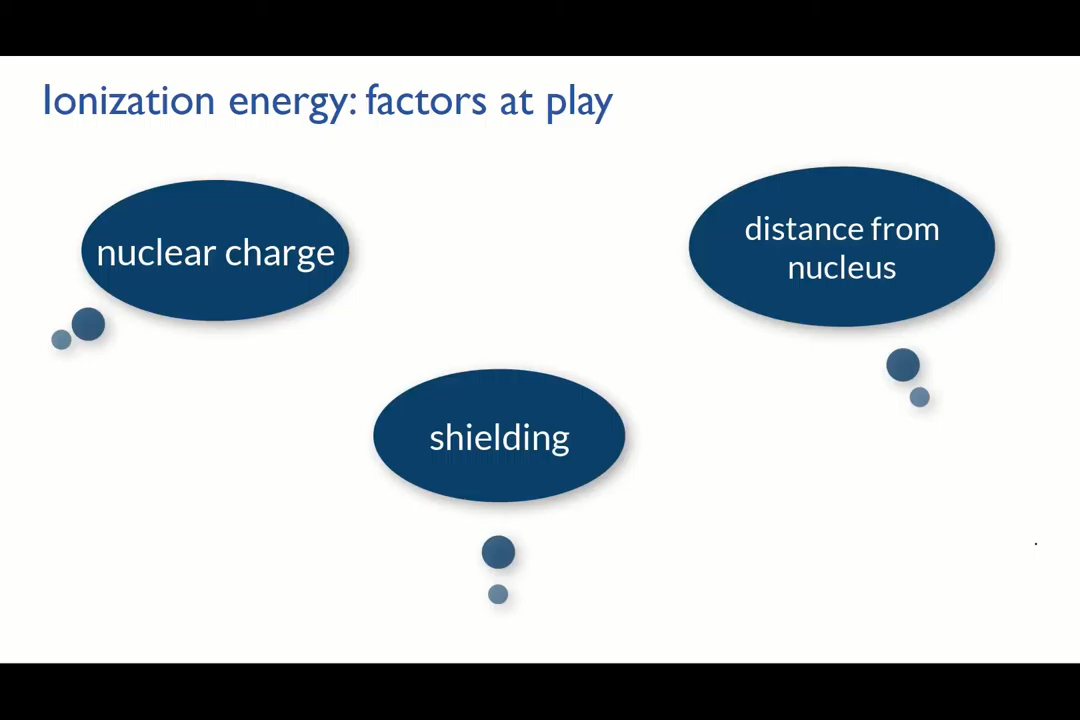 Ionization energy: factors at play
nuclear charge
distance from
nucleus
shielding